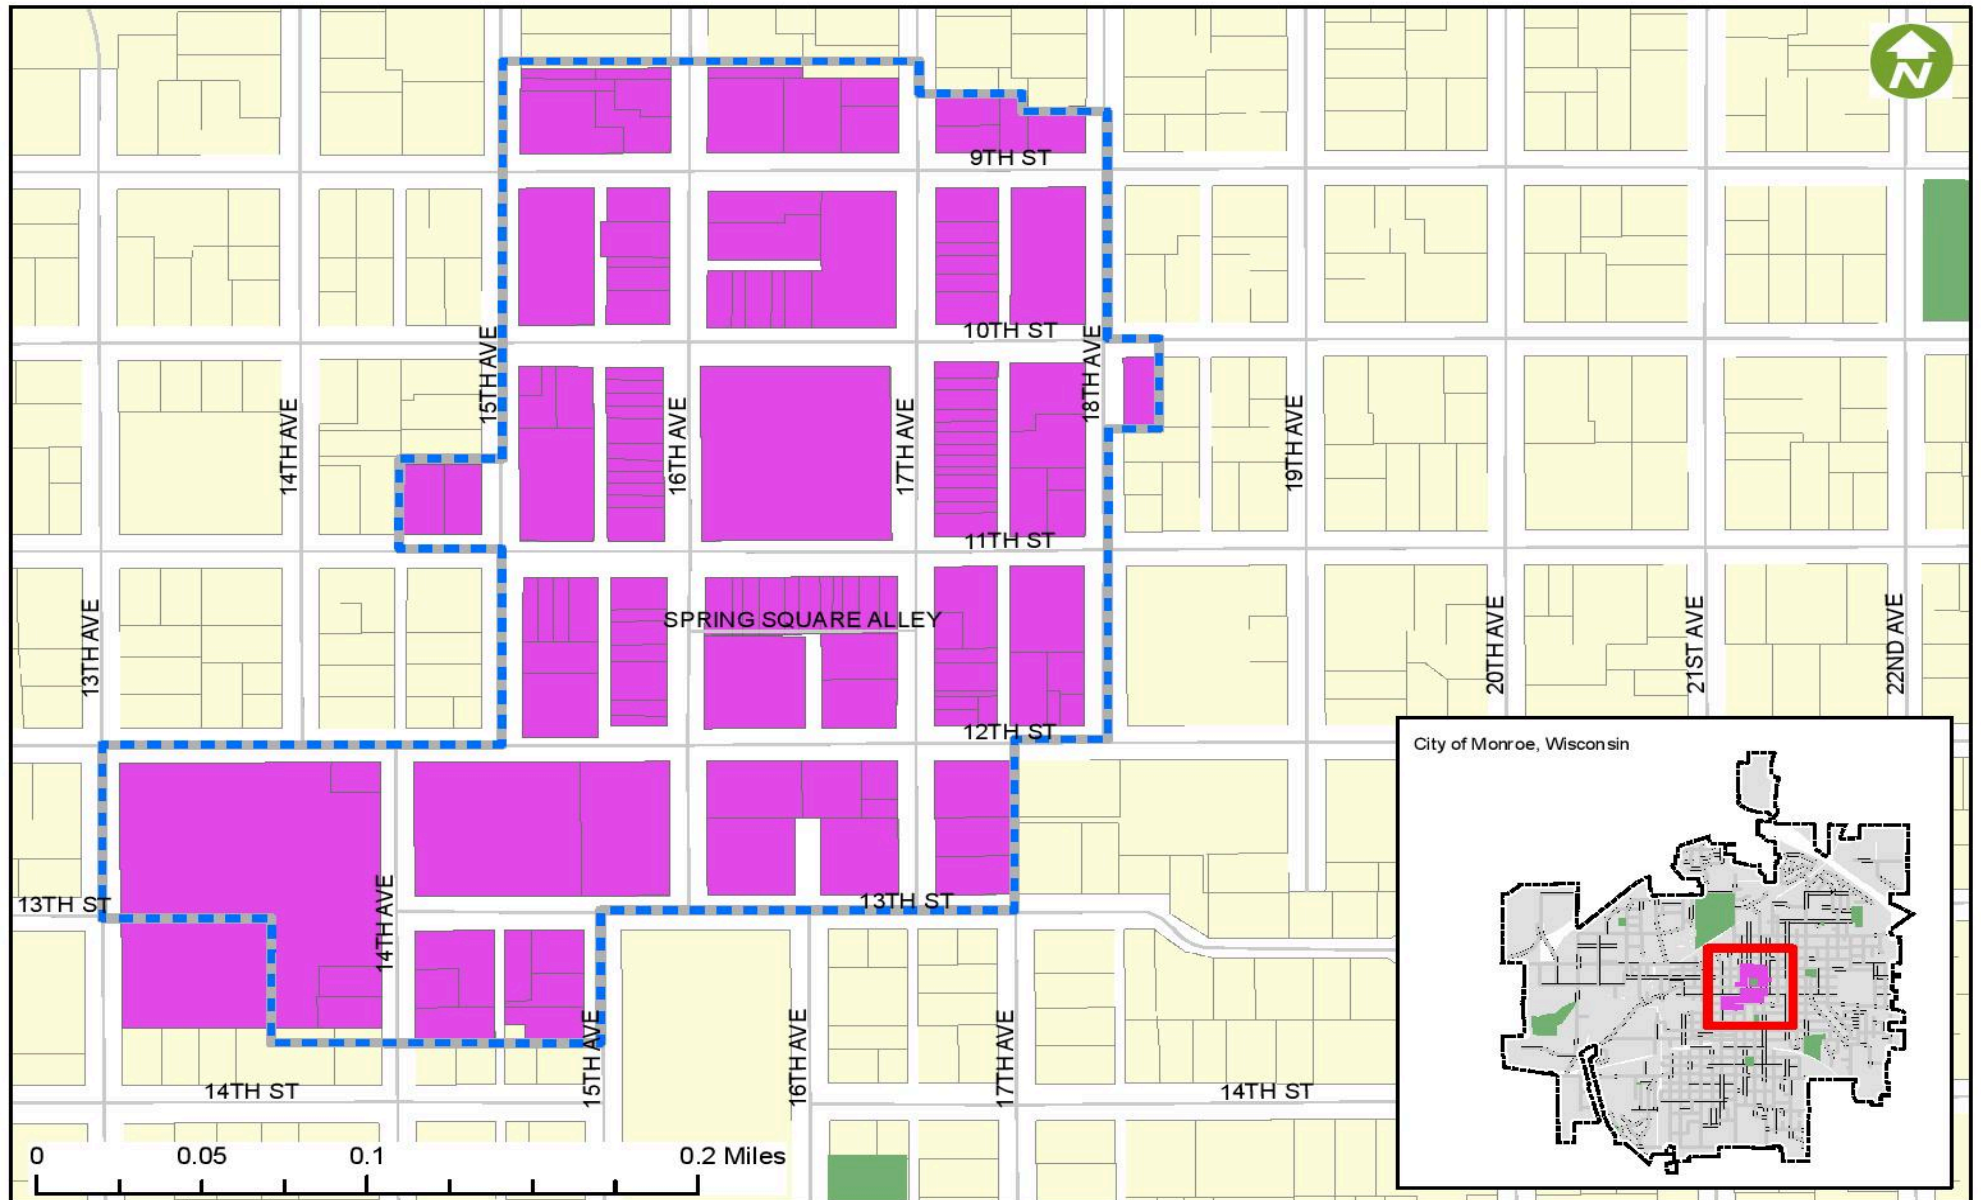 N
9TH ST
10TH ST
15TH AVE
18TH AVE
14TH AVE
16TH AVE
17TH AVE
19TH AVE
11TH ST
13TH AVE
SPRING SQUARE ALLEY
20TH AVE
21ST AVE
22ND AVE
12TH ST
City of Monroe, Wisconsin
13TH ST
14TH AVE
13TH ST
15TH AVE
16TH AVE
17TH AVE
14TH ST
14TH ST
0 0.05 0.1 0.2 Miles